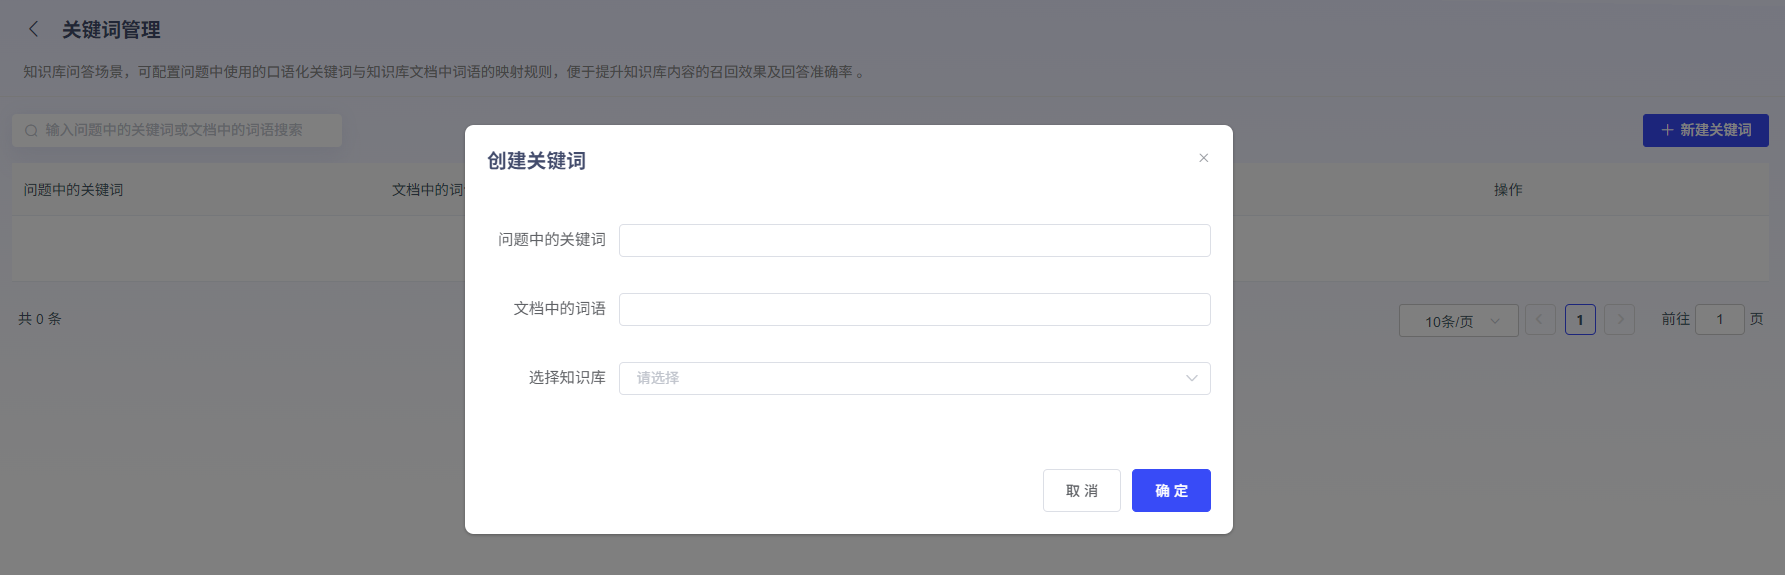 关键词管理
知识库问答场景，可配置问题中使用的口语化关键词与知识库文档中词语的映射规则，便于提升知识库内容的召回效果及回答准确率 。
输入问题中的关键词或文档中的词语搜索
新建关键词
问题中的关键词 文档中的词 操作
共 0 条
10条/页 1 前往 1 页
创建关键词
问题中的关键词
文档中的词语
选择知识库 请选择
取 消 确 定